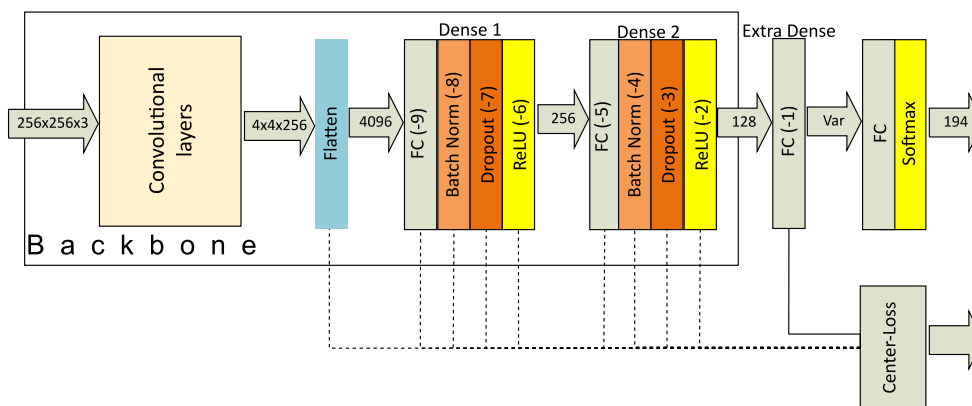 Dense 1
Dense 2
Extra Dense
256x256x3
Convolutional
layers
4x4x256
Flatten
4096
FC (-9)
Batch Norm (-8)
Dropout (-7)
ReLU (-6)
256
FC (-5)
Batch Norm (-4)
Dropout (-3)
ReLU (-2)
128
FC (-1)
Var
FC
Softmax
194
Backbone
Center-Loss